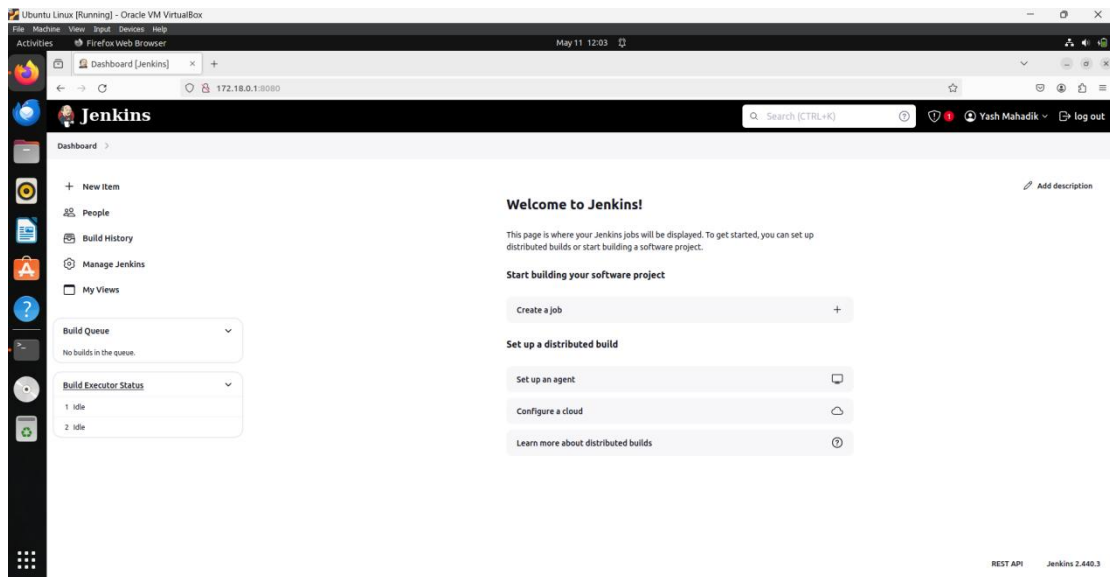 Ubuntu Linux [Running] - Oracle VM VirtualBox
File Machine View Input Devices Help
Activities Firefox Web Browser May 11 12:03
Dashboard [Jenkins]
172.18.0.1:8080
Jenkins
Search (CTRL+K)
1
Yash Mahadik
log out
Dashboard
New Item
People
Build History
Manage Jenkins
My Views
Build Queue
No builds in the queue.
Build Executor Status
1 Idle
2 Idle
Add description
Welcome to Jenkins!
This page is where your Jenkins jobs will be displayed. To get started, you can set up
distributed builds or start building a software project.
Start building your software project
Create a job
Set up a distributed build
Set up an agent
Configure a cloud
Learn more about distributed builds
REST API Jenkins 2.440.3